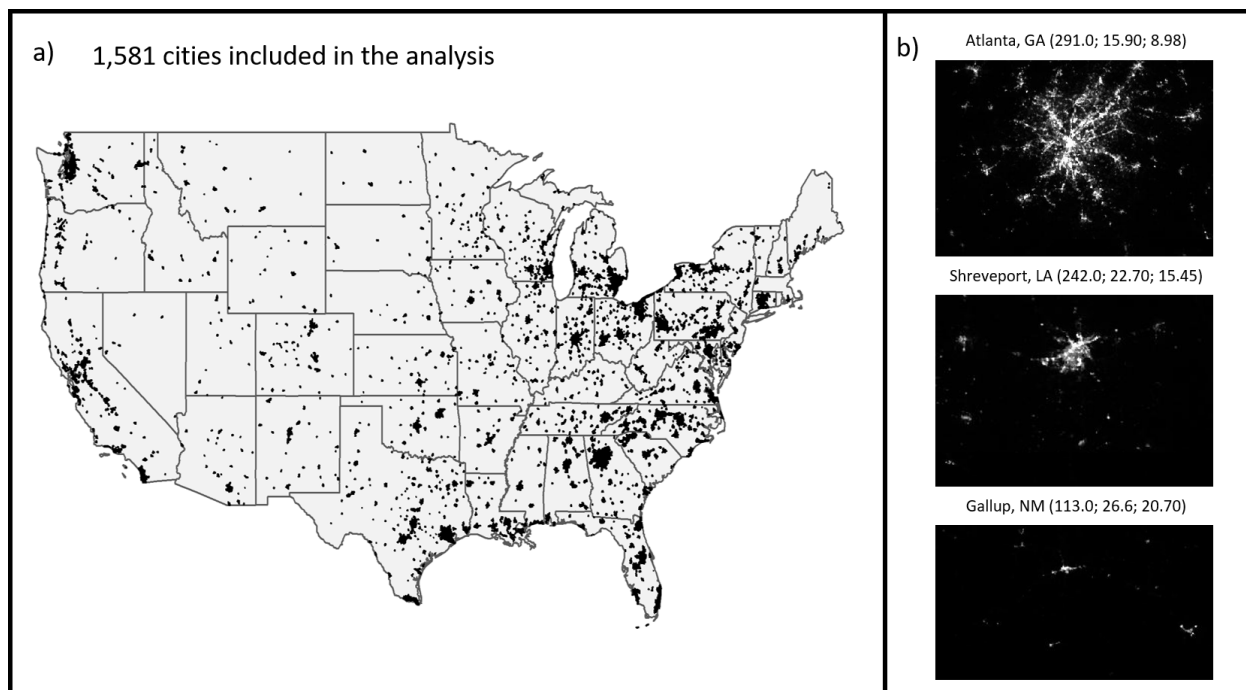 a) 1,581 cities included in the analysis
b)
Atlanta, GA (291.0; 15.90; 8.98)
Shreveport, LA (242.0; 22.70; 15.45)
Gallup, NM (113.0; 26.6; 20.70)